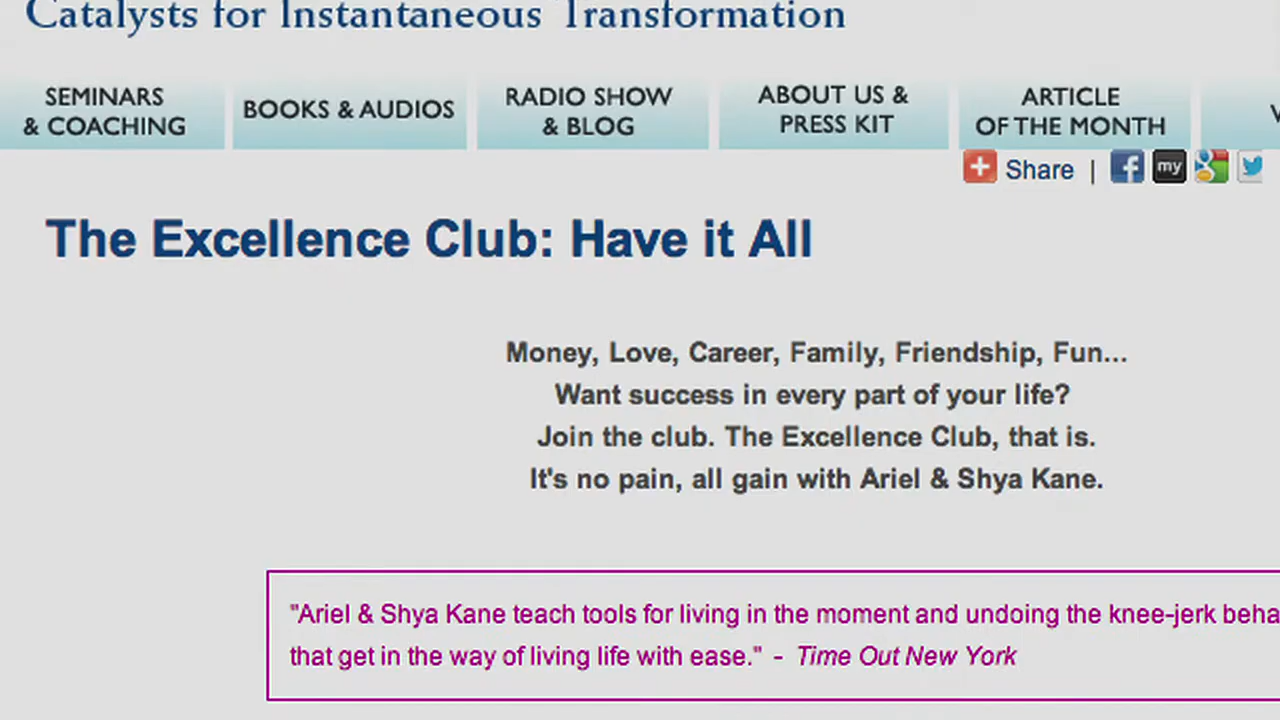 Catalysts for Instantaneous Transformation
SEMINARS
& COACHING
BOOKS & AUDIOS
RADIO SHOW
& BLOG
ABOUT US &
PRESS KIT
ARTICLE
OF THE MONTH
Share |
my
The Excellence Club: Have it All
Money, Love, Career, Family, Friendship, Fun...
Want success in every part of your life?
Join the club. The Excellence Club, that is.
It's no pain, all gain with Ariel & Shya Kane.
"Ariel & Shya Kane teach tools for living in the moment and undoing the knee-jerk
that get in the way of living life with ease." - Time Out New York